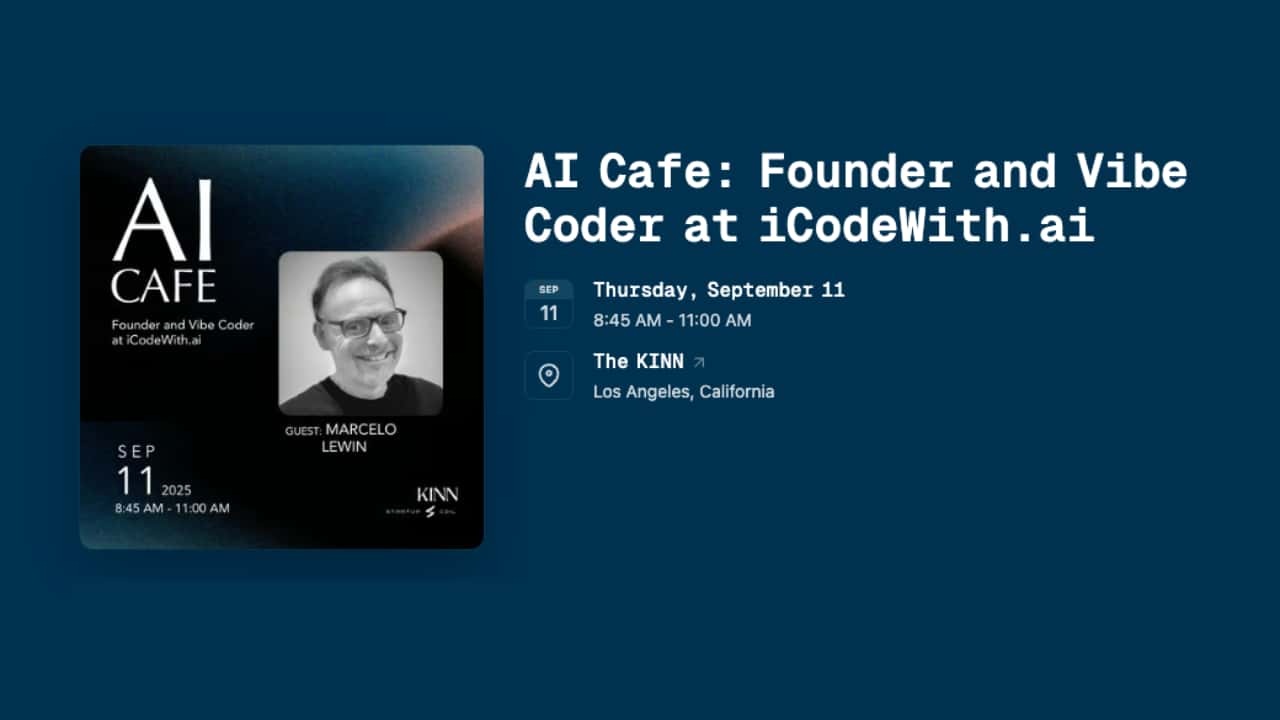 AI
CAFE
Founder and Vibe Coder
at iCodeWith.ai
GUEST: MARCELO
LEWIN
SEP
11 2025
8:45 AM - 11:00 AM
KINN
STARTUP COIL
AI Cafe: Founder and Vibe
Coder at iCodeWith.ai
SEP
11
Thursday, September 11
8:45 AM - 11:00 AM
The KINN
Los Angeles, California